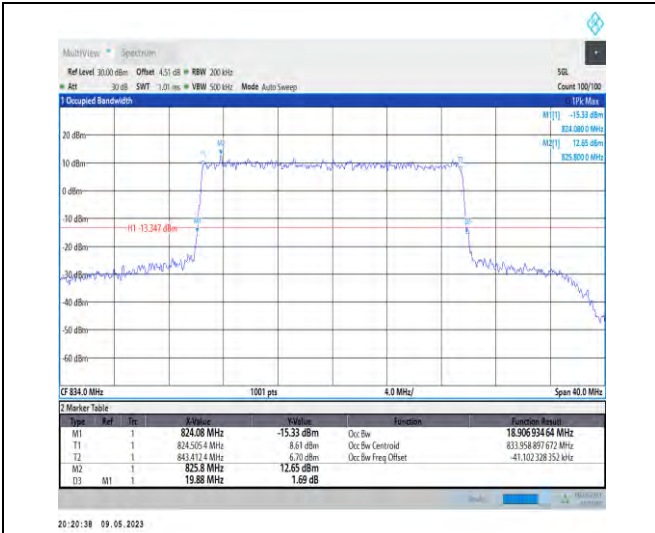 MultiView Spectrum
Ref Level 30.00 dBm Offset 4.51 dB RBW 200 kHz SGL
Att 30 dB SWT 1.01 ms VBW 500 kHz Mode Auto Sweep Count 100/100
1 Occupied Bandwidth 1Pk Max
M1[1] -15.33 dBm
824.080 0 MHz
M2[1] 12.65 dBm
825.800 0 MHz
20 dBm
M2
10 dBm
0 dBm
-10 dBm
H1 -13.347 dBm
-20 dBm
-30 dBm
-40 dBm
-50 dBm
-60 dBm
CF 834.0 MHz 1001 pts 4.0 MHz/ Span 40.0 MHz
2 Marker Table
Type Ref Trc X-Value Y-Value Function Function Result
M1 1 824.08 MHz -15.33 dBm Occ Bw 18.906 934 64 MHz
T1 1 824.505 4 MHz 8.61 dBm Occ Bw Centroid 833.958 897 672 MHz
T2 1 843.412 4 MHz 6.70 dBm Occ Bw Freq Offset -41.102 328 352 kHz
M2 1 825.8 MHz 12.65 dBm
D3 M1 1 19.88 MHz 1.69 dB
20:20:38 09.05.2023